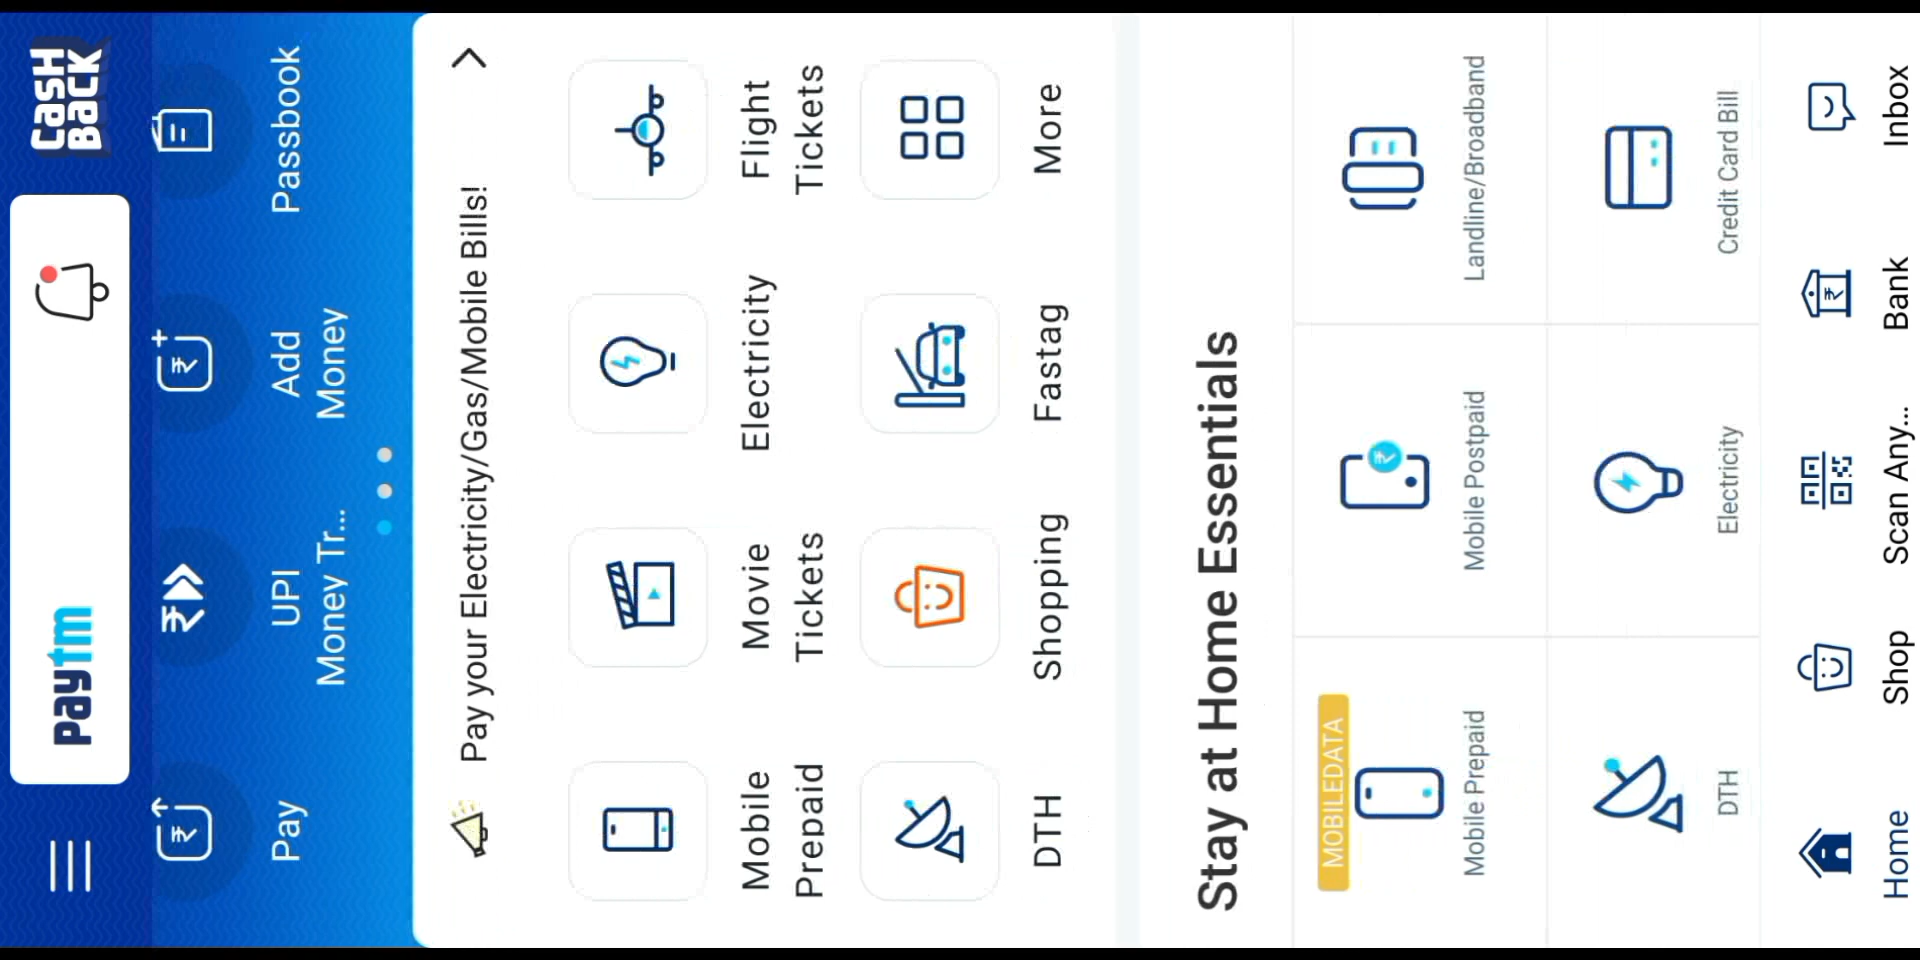 paytm
Cash
Back
Pay
UPI
Money Tr...
Add
Money
Passbook
Pay your Electricity/Gas/Mobile Bills!
Mobile
Prepaid
Movie
Tickets
Electricity
Flight
Tickets
DTH
Shopping
Fastag
More
Stay at Home Essentials
MOBILEDATA
Mobile Prepaid
Mobile Postpaid
Landline/Broadband
DTH
Electricity
Credit Card Bill
Home
Shop
Scan Any...
Bank
Inbox